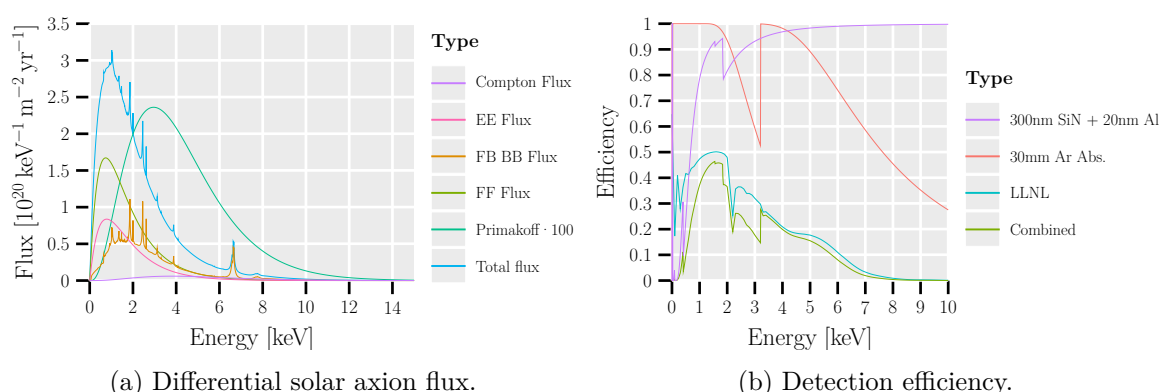 3.5
3
2.5
2
1.5
1
0.5
0
0 2 4 6 8 10 12 14
Energy [keV]
Flux [10²⁰ keV⁻¹ m⁻² yr⁻¹]
Type
Compton Flux
EE Flux
FB BB Flux
FF Flux
Primakoff · 100
Total flux
(a) Differential solar axion flux.
1
0.9
0.8
0.7
0.6
0.5
0.4
0.3
0.2
0.1
0
0 1 2 3 4 5 6 7 8 9 10
Energy [keV]
Efficiency
Type
300nm SiN + 20nm Al
30mm Ar Abs.
LLNL
Combined
(b) Detection efficiency.